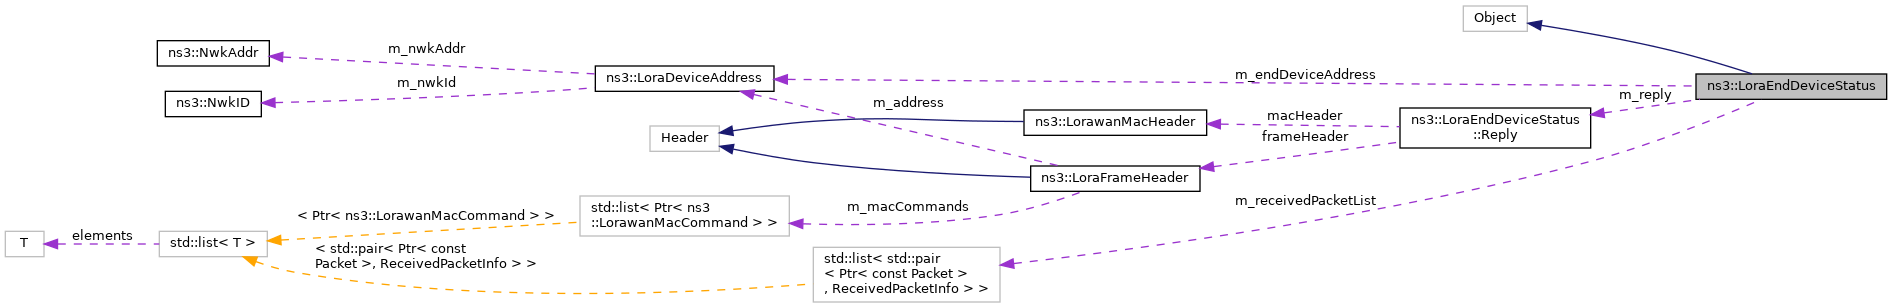 Object
ns3::NwkAddr
m_nwkAddr
ns3::LoraDeviceAddress
m_endDeviceAddress
ns3::LoraEndDeviceStatus
m_nwkId
ns3::NwkID
m_reply
m_address
ns3::LorawanMacHeader
macHeader
ns3::LoraEndDeviceStatus
::Reply
Header
frameHeader
ns3::LoraFrameHeader
std::list< Ptr< ns3
::LorawanMacCommand > >
m_macCommands
m_receivedPacketList
< Ptr< ns3::LorawanMacCommand > >
T
elements
std::list< T >
< std::pair< Ptr< const
Packet >, ReceivedPacketInfo > >
std::list< std::pair
< Ptr< const Packet >
, ReceivedPacketInfo > >